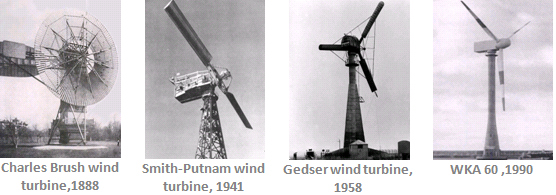 Charles Brush wind
turbine,1888
Smith-Putnam wind
turbine, 1941
Gedser wind turbine,
1958
WKA 60 ,1990